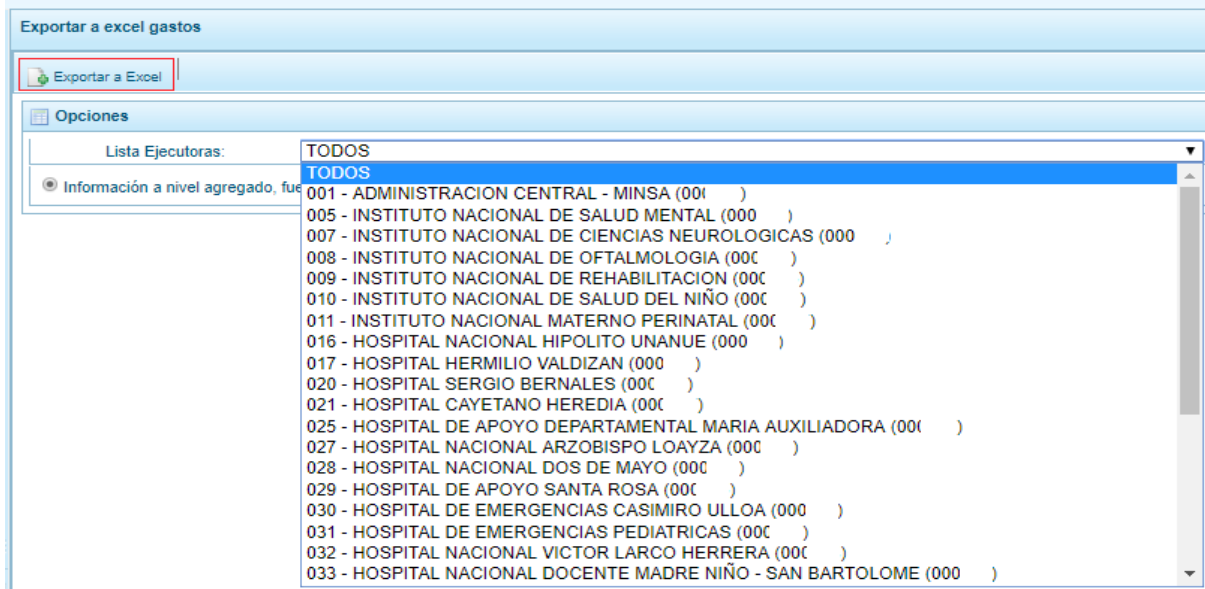 Exportar a excel gastos
Exportar a Excel
Opciones
Lista Ejecutoras: TODOS
TODOS
Información a nivel agregado, fue
001 - ADMINISTRACION CENTRAL - MINSA (00( )
005 - INSTITUTO NACIONAL DE SALUD MENTAL (000 )
007 - INSTITUTO NACIONAL DE CIENCIAS NEUROLOGICAS (000 )
008 - INSTITUTO NACIONAL DE OFTALMOLOGIA (000 )
009 - INSTITUTO NACIONAL DE REHABILITACION (000 )
010 - INSTITUTO NACIONAL DE SALUD DEL NIÑO (000 )
011 - INSTITUTO NACIONAL MATERNO PERINATAL (00( )
016 - HOSPITAL NACIONAL HIPOLITO UNANUE (000 )
017 - HOSPITAL HERMILIO VALDIZAN (000 )
020 - HOSPITAL SERGIO BERNALES (000 )
021 - HOSPITAL CAYETANO HEREDIA (00( )
025 - HOSPITAL DE APOYO DEPARTAMENTAL MARIA AUXILIADORA (00( )
027 - HOSPITAL NACIONAL ARZOBISPO LOAYZA (000 )
028 - HOSPITAL NACIONAL DOS DE MAYO (000 )
029 - HOSPITAL DE APOYO SANTA ROSA (00( )
030 - HOSPITAL DE EMERGENCIAS CASIMIRO ULLOA (000 )
031 - HOSPITAL DE EMERGENCIAS PEDIATRICAS (000 )
032 - HOSPITAL NACIONAL VICTOR LARCO HERRERA (00( )
033 - HOSPITAL NACIONAL DOCENTE MADRE NIÑO - SAN BARTOLOME (000 )